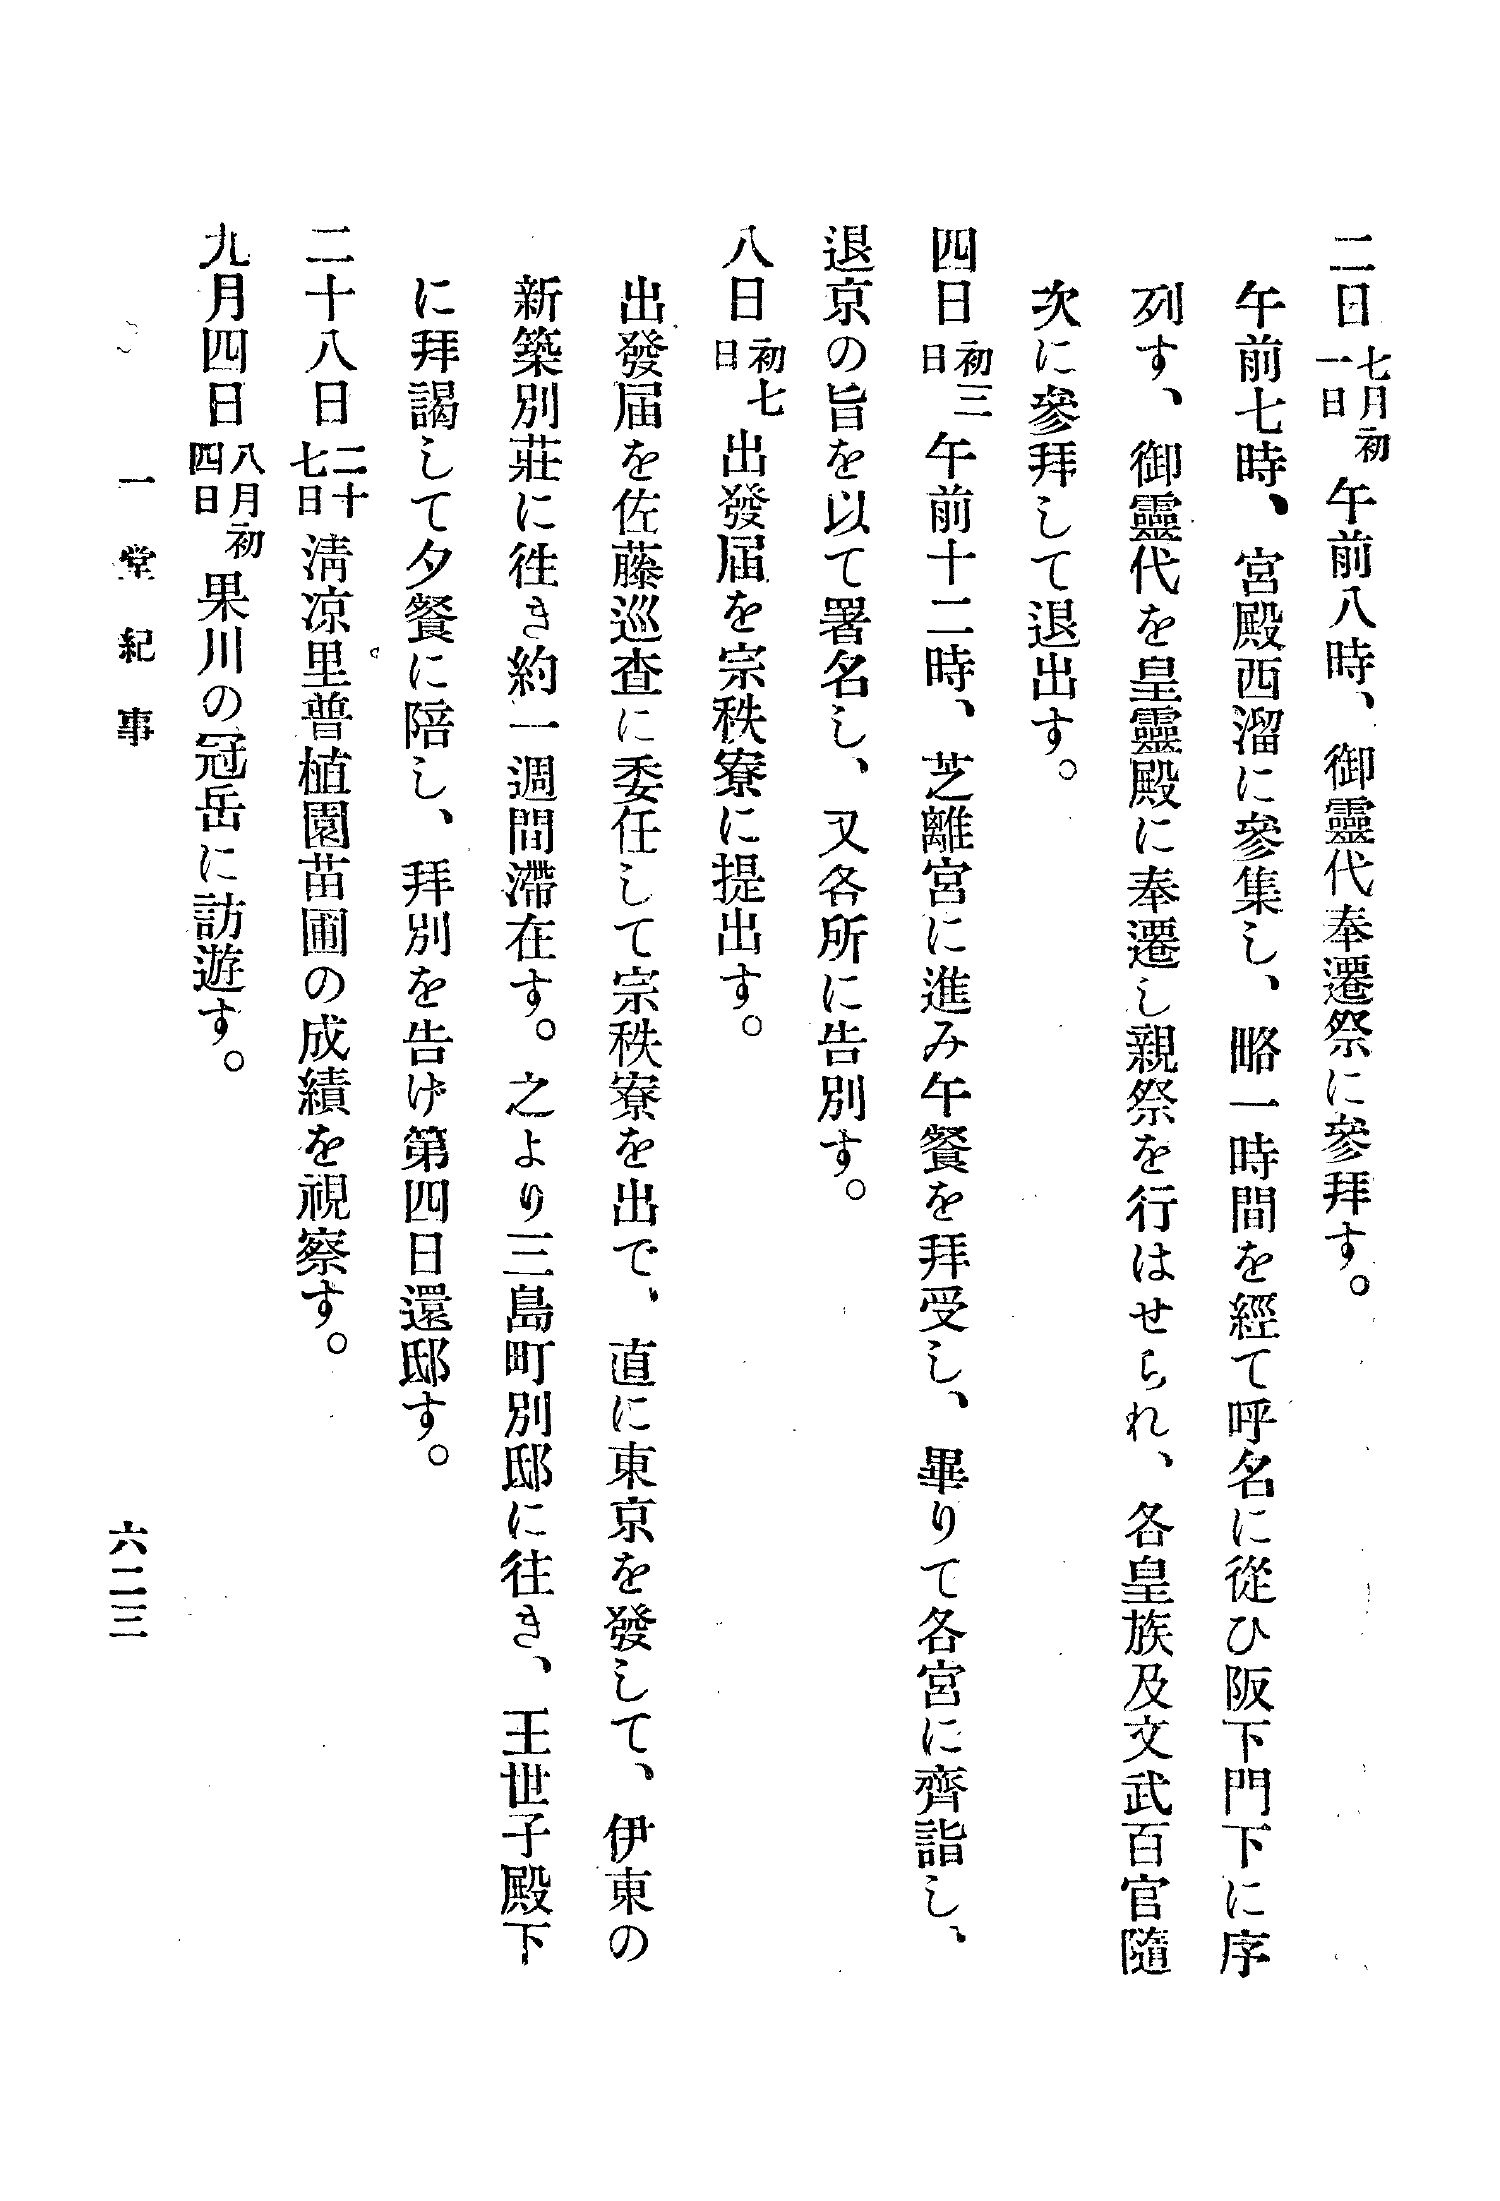 二日七月初一日午前八時、御靈代奉遷祭に參拜す。
午前七時、宮殿西溜に參集し、略一時間を經て呼名に從ひ阪下門下に序
列す、御靈代を皇靈殿に奉遷し親祭を行はせられ、各皇族及文武百官隨
次に參拜して退出す。
四日初三日午前十二時、芝離宮に進み午餐を拜受し、畢りて各宮に齊詣し、
退京の旨を以て署名し、又各所に告別す。
八日初七日出發届を宗秩寮に提出す。
出發届を佐藤巡查に委任して宗秩寮を出で、直に東京を發して、伊東の
新築別莊に徃き約一週間滯在す。之より三島町別邸に往き、王世子殿下
に拜謁して夕餐に陪し、拜別を告げ第四日還邸す。
二十八日二十七日淸凉里普植園苗圃の成績を視察す。
九月四日八月初四日果川の冠岳に訪遊す。
一堂紀事
六二三